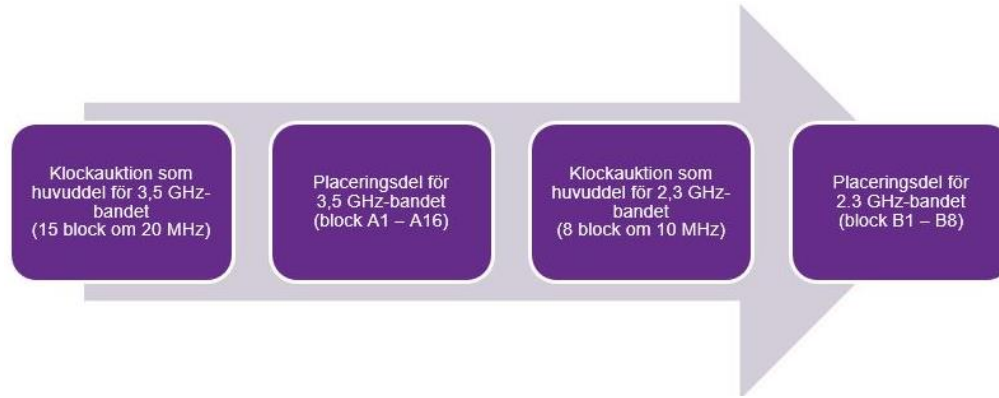 Klockauktion som
huvuddel för 3,5 GHz-
bandet
(15 block om 20 MHz)
Placeringsdel för
3,5 GHz-bandet
(block A1 – A16)
Klockauktion som
huvuddel för 2,3 GHz-
bandet
(8 block om 10 MHz)
Placeringsdel för
2.3 GHz-bandet
(block B1 – B8)